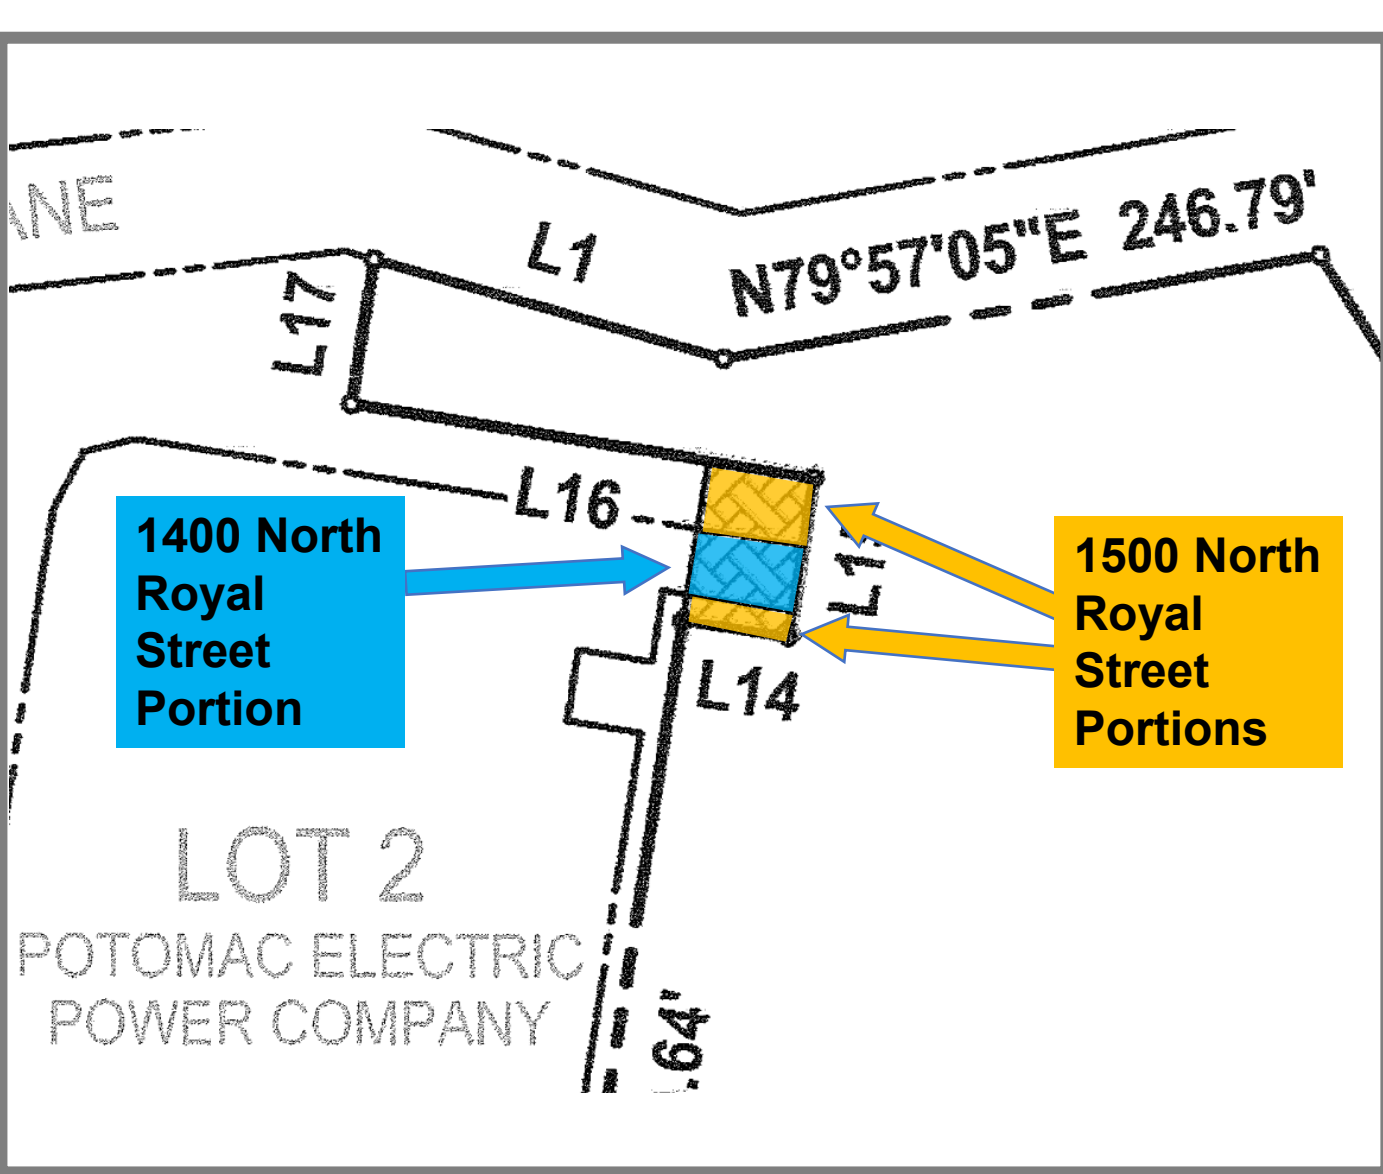 ANE
L1
N79°57'05"E 246.79'
L17
L16
1400 North
Royal
Street
Portion
1500 North
Royal
Street
Portions
L14
LOT 2
POTOMAC ELECTRIC
POWER COMPANY
.64'